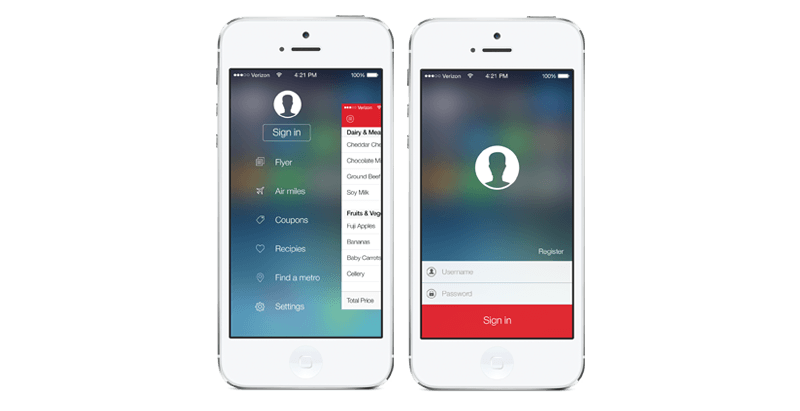 Verizon 4:21 PM 100%
Sign in
Flyer
Air miles
Coupons
Recipies
Find a metro
Settings
Verizon
Dairy & Mea
Cheddar Che
Chocolate M
Ground Beef
Soy Milk
Fruits & Veg
Fuji Apples
Bananas
Baby Carrots
Cellery
Total Price
Verizon 4:21 PM 100%
Register
Username
Password
Sign in